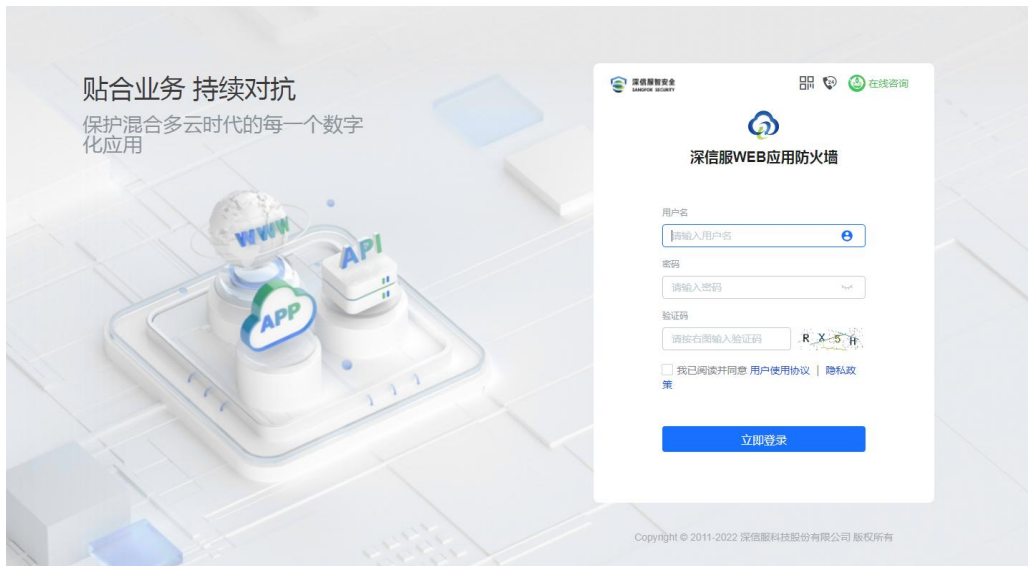 贴合业务 持续对抗
保护混合多云时代的每一个数字
化应用
WWW
API
APP
深信服智安全
SANGFOR SECURITY
24
在线咨询
深信服WEB应用防火墙
用户名
请输入用户名
密码
请输入密码
验证码
请按右图输入验证码
R X 5 H
我已阅读并同意 用户使用协议 | 隐私政
策
立即登录
Copyright © 2011-2022 深信服科技股份有限公司 版权所有